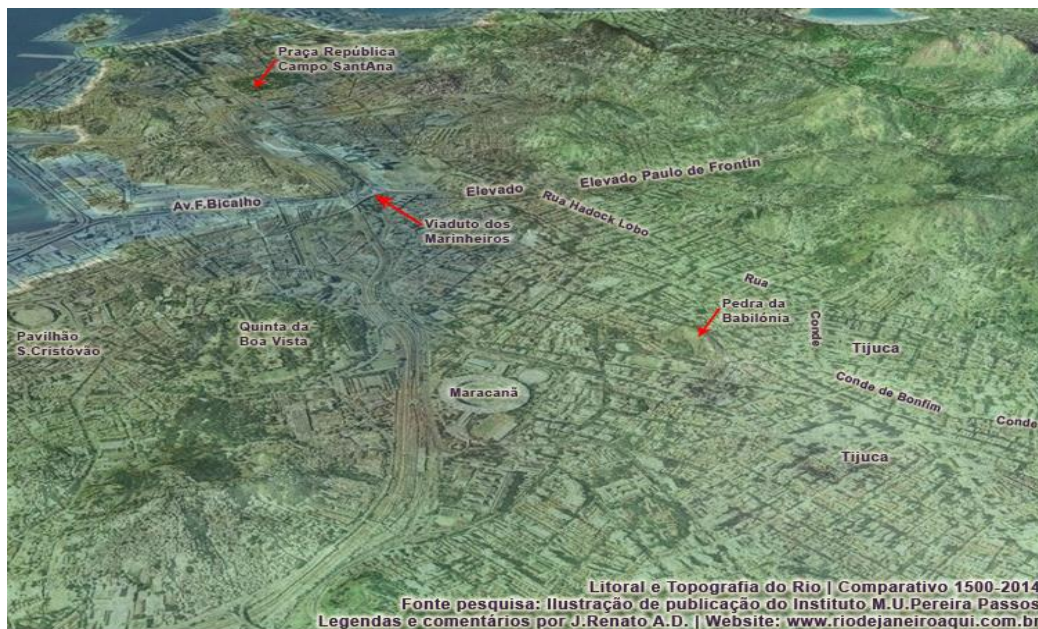 Praça República
Campo SantAna
Elevado Paulo de Frontin
Elevado
Rua Hadock Lobo
Av.F.Bicalho
Viaduto dos
Marinheiros
Rua
Pedra da
Babilónia
Conde
Pavilhão
S.Cristóvão
Quinta da
Boa Vista
Tijuca
Maracanã
Conde de Bonfim
Conde
Tijuca
Litoral e Topografia do Rio | Comparativo 1500-2014
Fonte pesquisa: Ilustração de publicação do Instituto M.U.Pereira Passos
Legendas e comentários por J.Renato A.D. | Website: www.riodejaneiroaqui.com.br